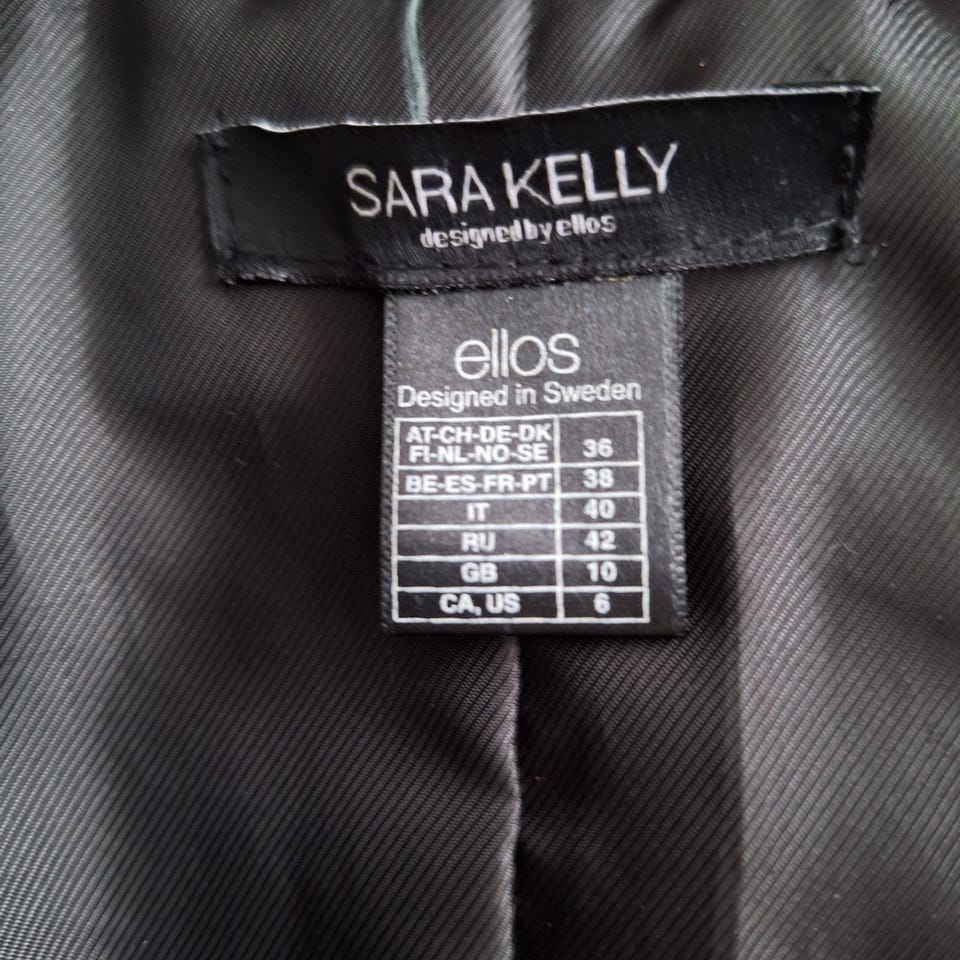 SARA KELLY
designed by ellos
ellos
Designed in Sweden
AT-CH-DE-DK
FI-NL-NO-SE 36
BE-ES-FR-PT 38
IT 40
RU 42
GB 10
CA, US 6